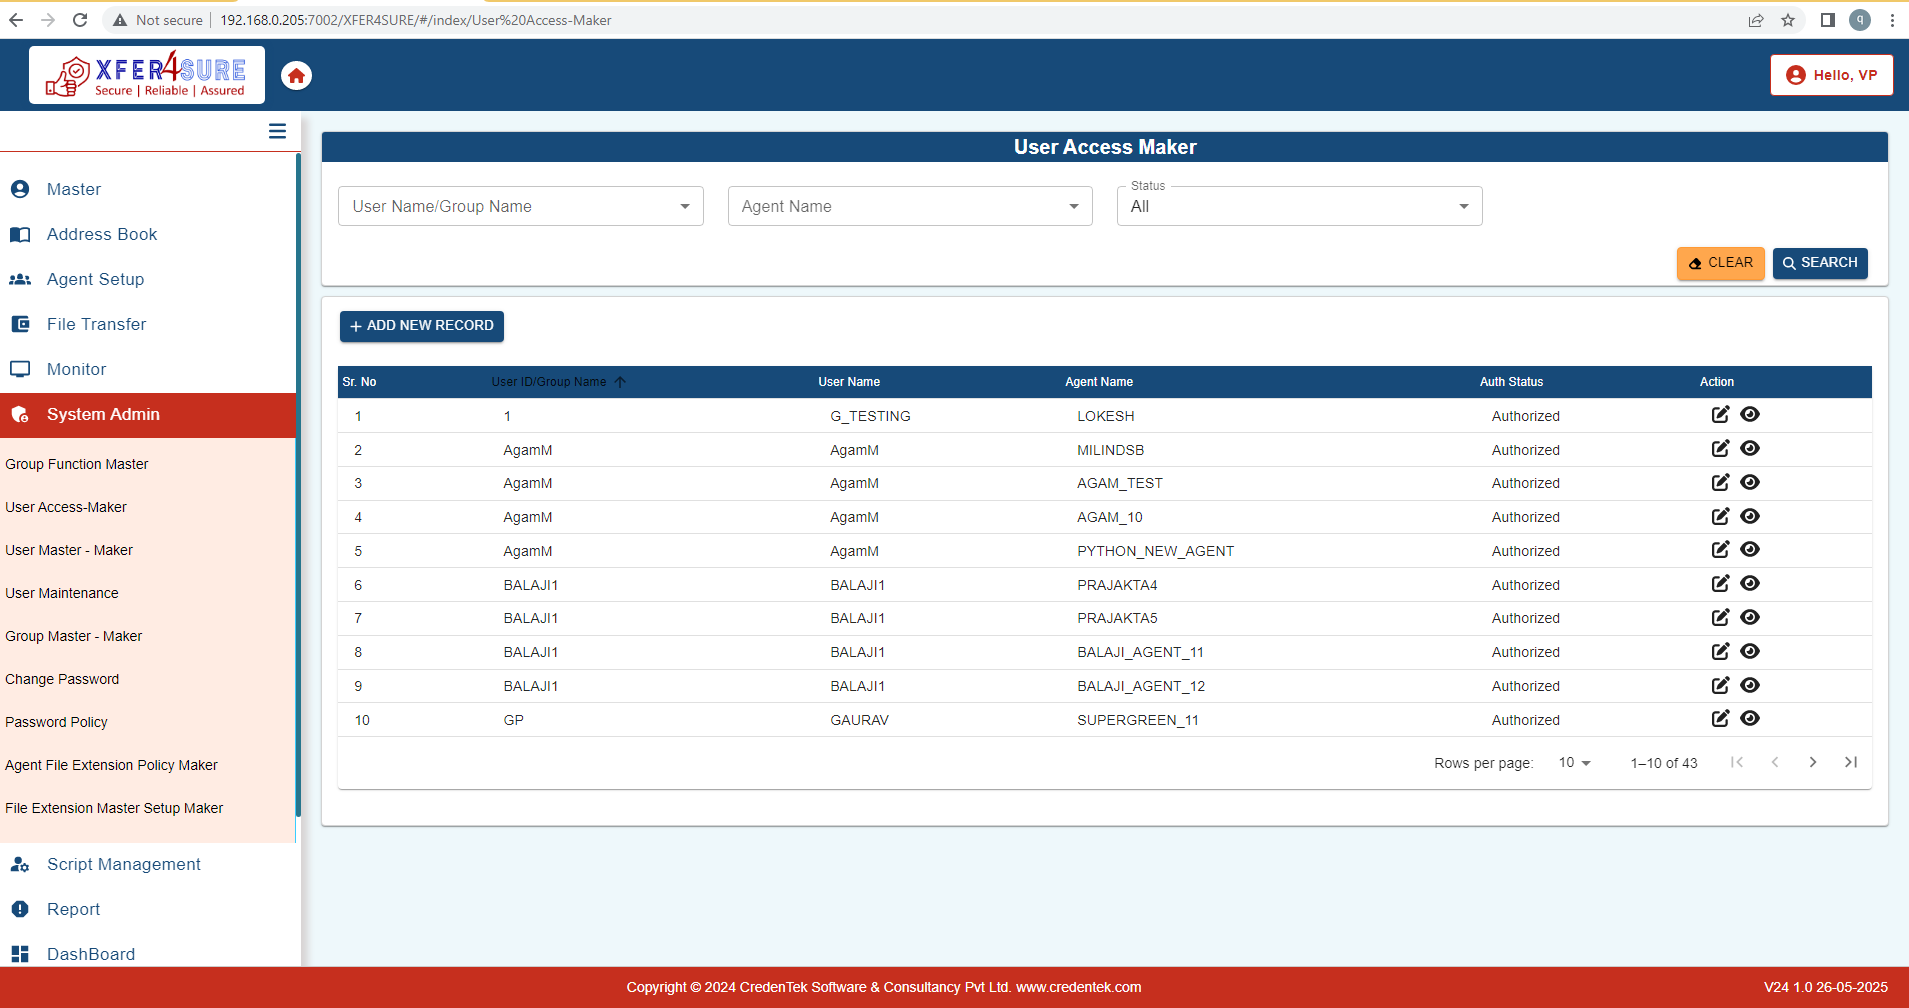 Not secure | 192.168.0.205:7002/XFER4SURE/#/index/User%20Access-Maker
q
XFER4SURE
Secure | Reliable | Assured
Hello, VP
Master
Address Book
Agent Setup
File Transfer
Monitor
System Admin
Group Function Master
User Access-Maker
User Master - Maker
User Maintenance
Group Master - Maker
Change Password
Password Policy
Agent File Extension Policy Maker
File Extension Master Setup Maker
Script Management
Report
DashBoard
User Access Maker
User Name/Group Name
Agent Name
Status
All
CLEAR
SEARCH
+ ADD NEW RECORD
Sr. No User ID/Group Name User Name Agent Name Auth Status Action
1 1 G_TESTING LOKESH Authorized
2 AgamM AgamM MILINDSB Authorized
3 AgamM AgamM AGAM_TEST Authorized
4 AgamM AgamM AGAM_10 Authorized
5 AgamM AgamM PYTHON_NEW_AGENT Authorized
6 BALAJI1 BALAJI1 PRAJAKTA4 Authorized
7 BALAJI1 BALAJI1 PRAJAKTA5 Authorized
8 BALAJI1 BALAJI1 BALAJI_AGENT_11 Authorized
9 BALAJI1 BALAJI1 BALAJI_AGENT_12 Authorized
10 GP GAURAV SUPERGREEN_11 Authorized
Rows per page: 10 1–10 of 43
Copyright © 2024 CredenTek Software & Consultancy Pvt Ltd. www.credentek.com
V24 1.0 26-05-2025